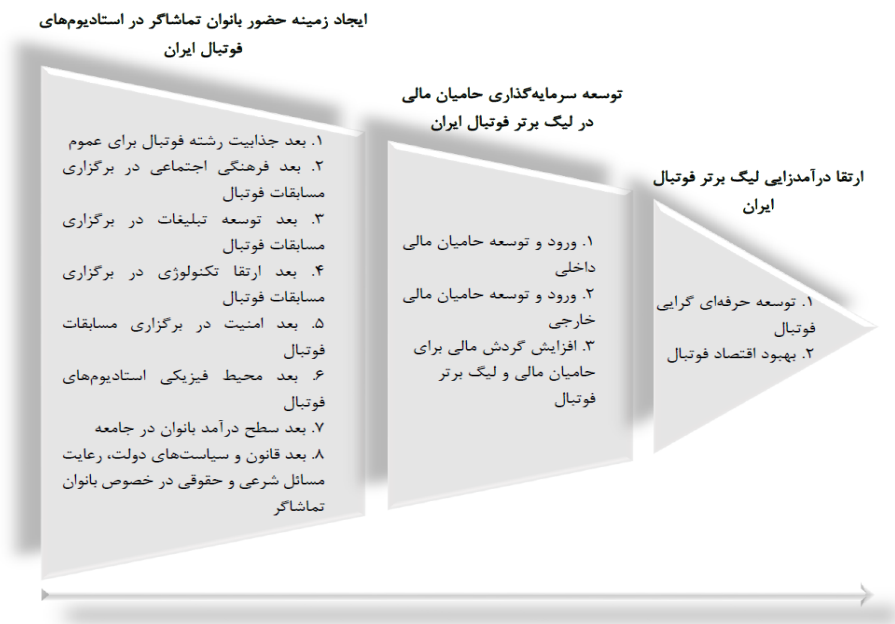 ایجاد زمینه حضور بانوان تماشاگر در استادیوم‌های
فوتبال ایران
۱. بعد جذابیت رشته فوتبال برای عموم
۲. بعد فرهنگی اجتماعی در برگزاری
مسابقات فوتبال
۳. بعد توسعه تبلیغات در برگزاری
مسابقات فوتبال
۴. بعد ارتقا تکنولوژی در برگزاری
مسابقات فوتبال
۵. بعد امنیت در برگزاری مسابقات
فوتبال
۶. بعد محیط فیزیکی استادیوم‌های
فوتبال
۷. بعد سطح درآمد بانوان در جامعه
۸. بعد قانون و سیاست‌های دولت، رعایت
مسائل شرعی و حقوقی در خصوص بانوان
تماشاگر
توسعه سرمایه‌گذاری حامیان مالی
در لیگ برتر فوتبال ایران
۱. ورود و توسعه حامیان مالی
داخلی
۲. ورود و توسعه حامیان مالی
خارجی
۳. افزایش گردش مالی برای
حامیان مالی و لیگ برتر
فوتبال
ارتقا درآمدزایی لیگ برتر فوتبال
ایران
۱. توسعه حرفه‌ای گرایی
فوتبال
۲. بهبود اقتصاد فوتبال